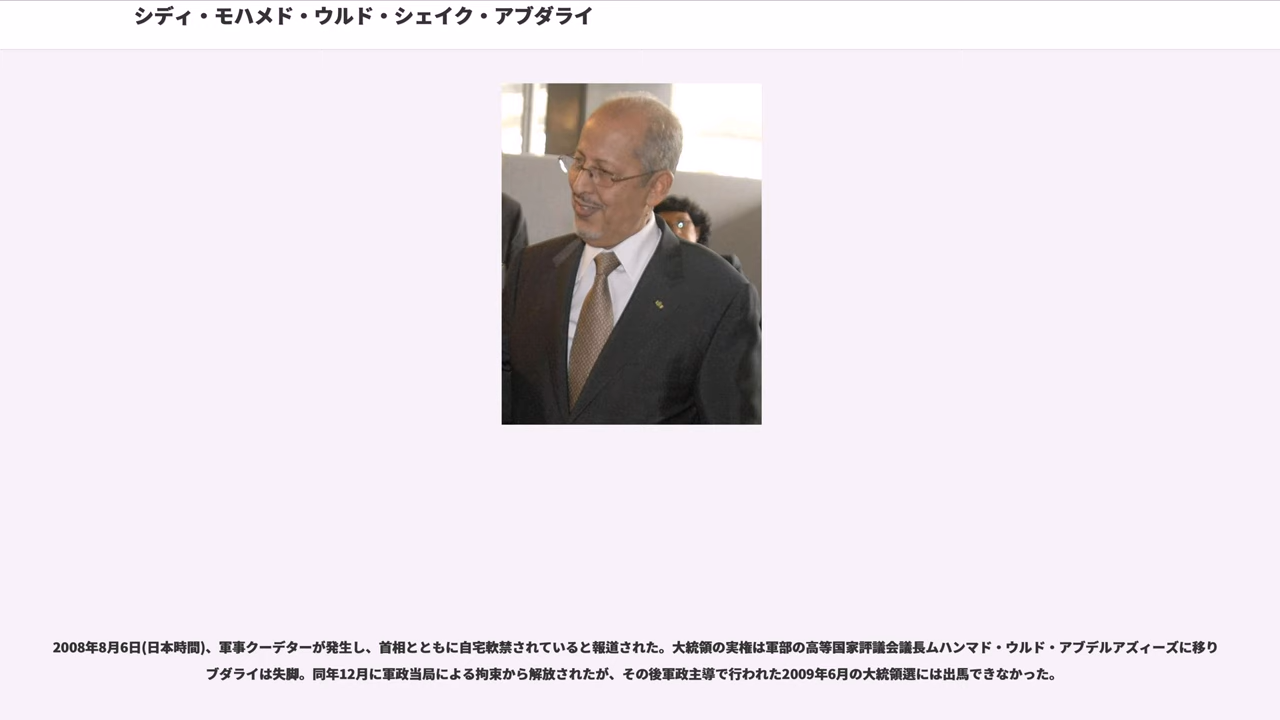 シディ・モハメド・ウルド・シェイク・アブダライ
2008年8月6日(日本時間)、軍事クーデターが発生し、首相とともに自宅軟禁されていると報道された。大統領の実権は軍部の高等国家評議会議長ムハンマド・ウルド・アブデルアズィーズに移り
ブダライは失脚。同年12月に軍政当局による拘束から解放されたが、その後軍政主導で行われた2009年6月の大統領選には出馬できなかった。